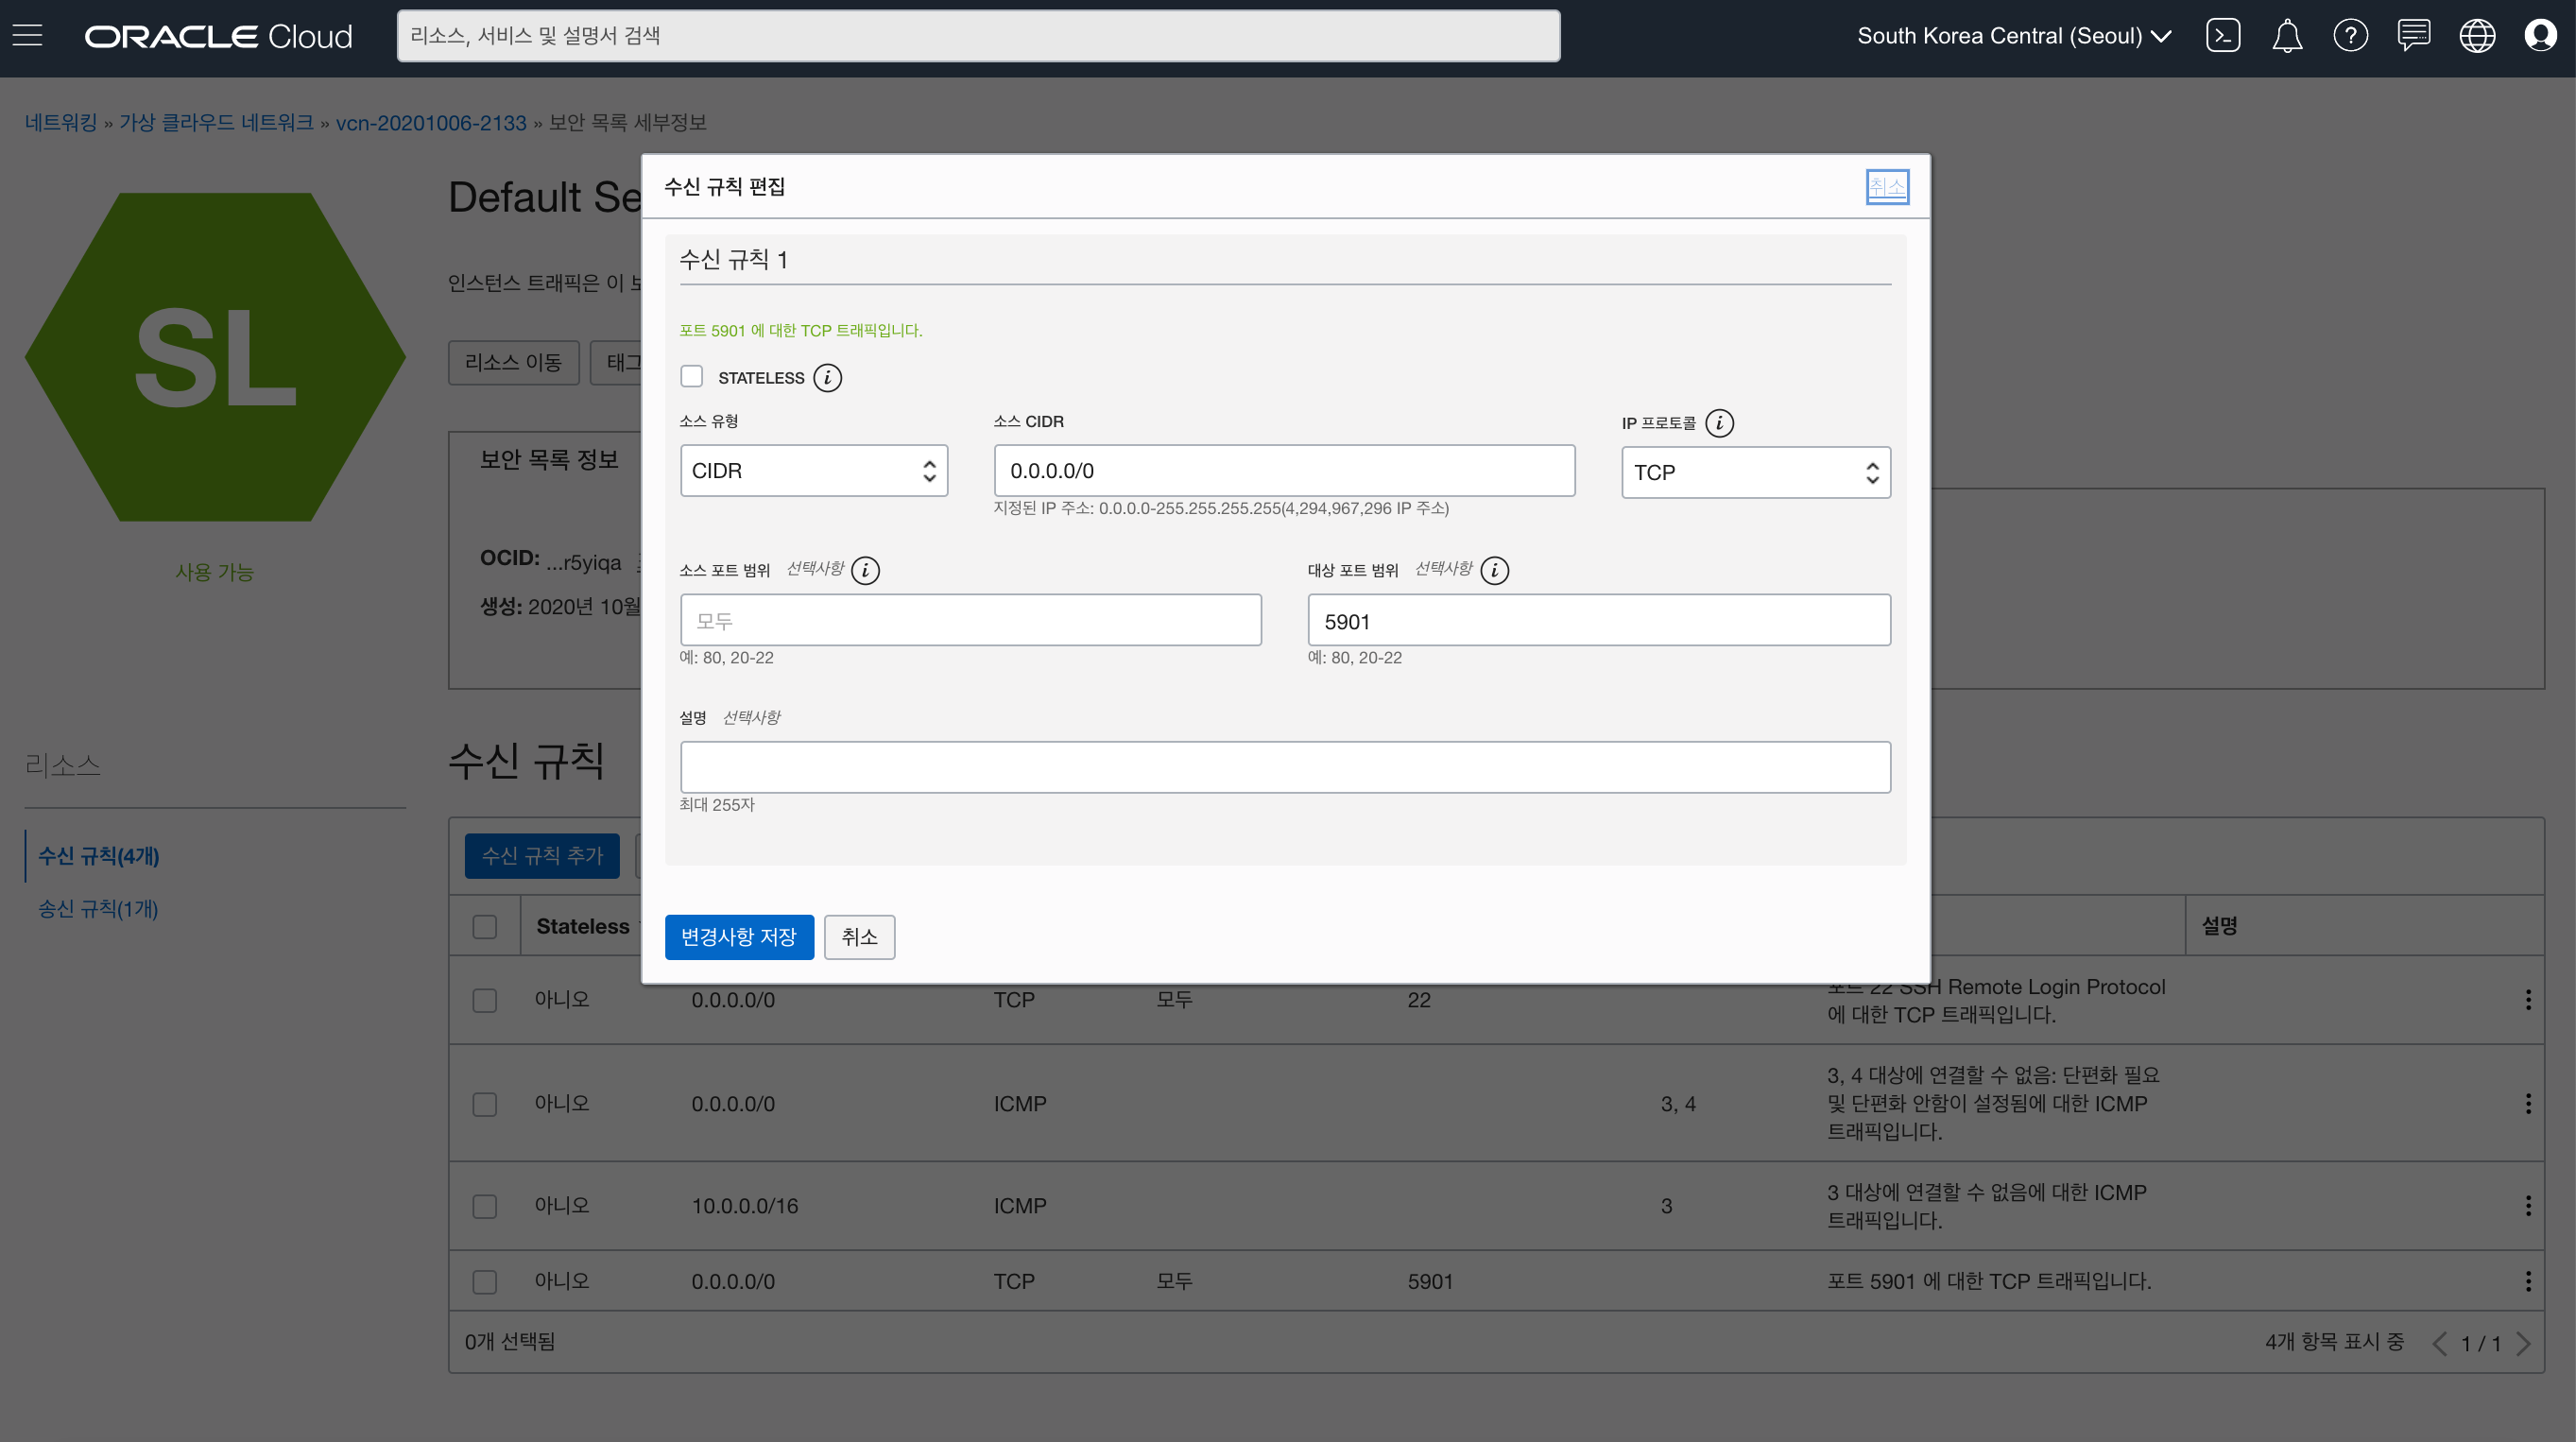 ORACLE Cloud
리소스, 서비스 및 설명서 검색
South Korea Central (Seoul)
네트워킹 » 가상 클라우드 네트워크 » vcn-20201006-2133 » 보안 목록 세부정보
SL
사용 가능
Default Se
인스턴스 트래픽은 이
리소스 이동
태그
보안 목록 정보
OCID: ...r5yiqa
생성: 2020년 10월
수신 규칙 편집
취소
수신 규칙 1
포트 5901 에 대한 TCP 트래픽입니다.
STATELESS
소스 유형
소스 CIDR
IP 프로토콜
CIDR
0.0.0.0/0
TCP
지정된 IP 주소: 0.0.0.0-255.255.255.255(4,294,967,296 IP 주소)
소스 포트 범위 선택사항
대상 포트 범위 선택사항
모두
5901
예: 80, 20-22
예: 80, 20-22
설명 선택사항
최대 255자
변경사항 저장
취소
리소스
수신 규칙(4개)
송신 규칙(1개)
수신 규칙
수신 규칙 추가
Stateless
설명
아니오 0.0.0.0/0 TCP 모두 22 포트 22 SSH Remote Login Protocol
에 대한 TCP 트래픽입니다.
아니오 0.0.0.0/0 ICMP 3, 4 3, 4 대상에 연결할 수 없음: 단편화 필요
및 단편화 안함이 설정됨에 대한 ICMP
트래픽입니다.
아니오 10.0.0.0/16 ICMP 3 3 대상에 연결할 수 없음에 대한 ICMP
트래픽입니다.
아니오 0.0.0.0/0 TCP 모두 5901 포트 5901 에 대한 TCP 트래픽입니다.
0개 선택됨
4개 항목 표시 중
1 / 1